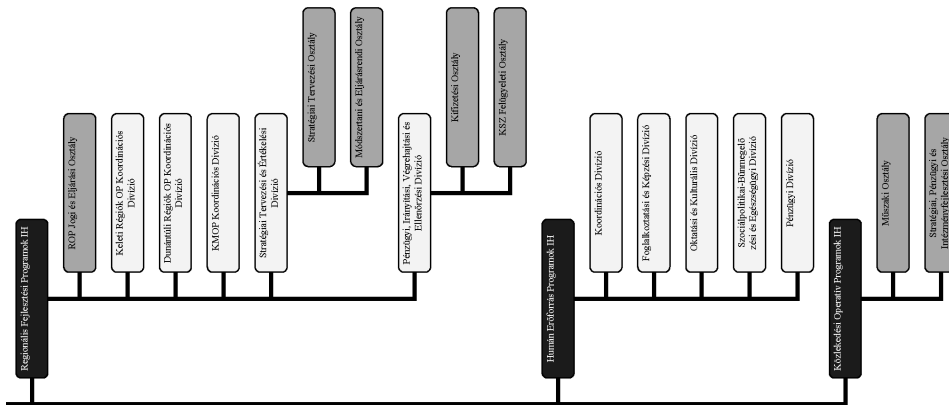 Regionális Fejlesztési Programok IH
ROP Jogi és Eljárási Osztály
Keleti Régiók OP Koordinációs
Divízió
Dunántúli Régiók OP Koordinációs
Divízió
KMOP Koordinációs Divízió
Stratégiai Tervezési és Értékelési
Divízió
Stratégiai Tervezési Osztály
Módszertani és Eljárásrendi Osztály
Pénzügyi, Irányítási, Végrehajtási és
Ellenőrzési Divízió
Kifizetési Osztály
KSZ Felügyeleti Osztály
Humán Erőforrás Programok IH
Koordinációs Divízió
Foglalkoztatási és Képzési Divízió
Oktatási és Kulturális Divízió
Szociálpolitikai-Bűnmegelő
zési és Egészségügyi Divízió
Pénzügyi Divízió
Közlekedési Operatív Programok IH
Műszaki Osztály
Stratégiai, Pénzügyi és
Intézményfejlesztési Osztály